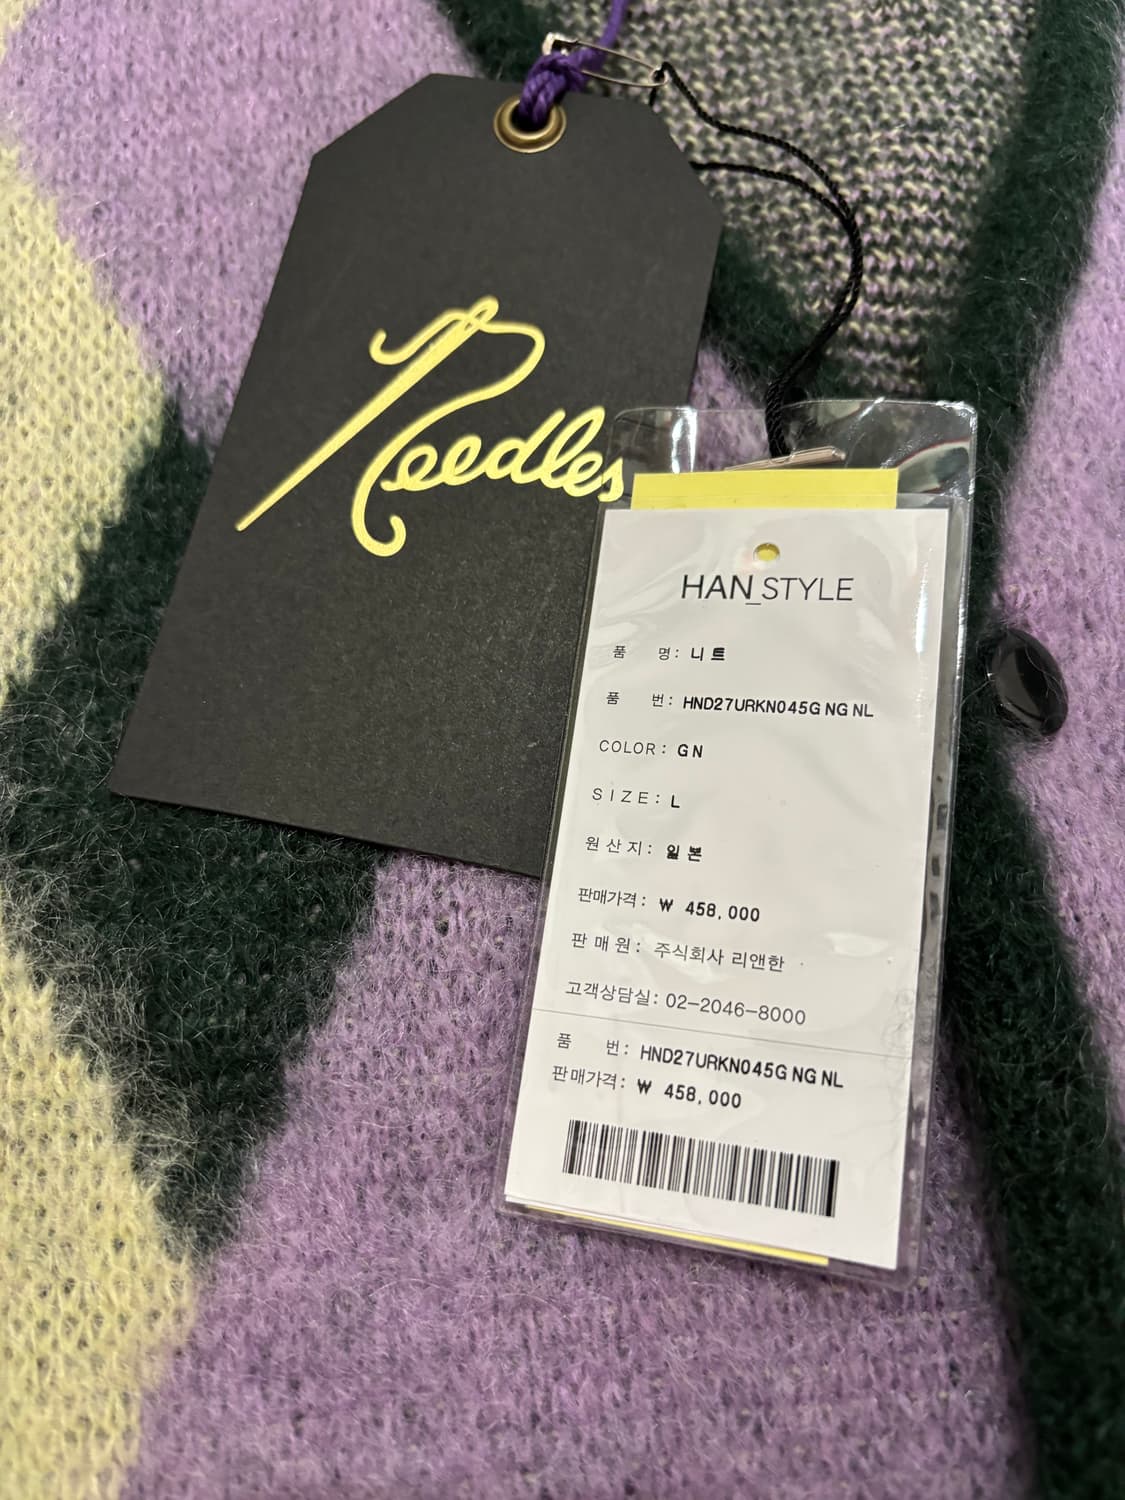 Needles
HAN_STYLE
품 명: 니트
품 번: HND27URKN045G NG NL
COLOR: GN
SIZE: L
원산지: 일본
판매가격: ₩ 458,000
판매원: 주식회사 리앤한
고객상담실: 02-2046-8000
품 번: HND27URKN045G NG NL
판매가격: ₩ 458,000